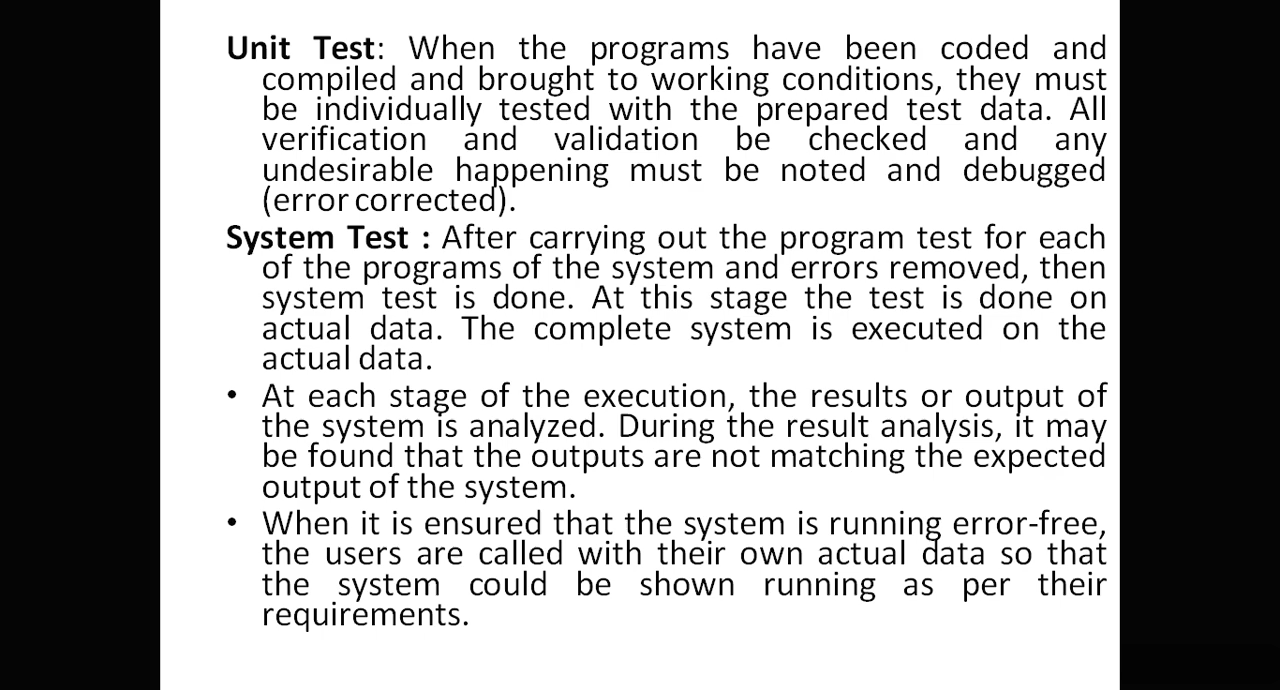 Unit Test: When the programs have been coded and
compiled and brought to working conditions, they must
be individually tested with the prepared test data. All
verification and validation be checked and any
undesirable happening must be noted and debugged
(error corrected).
System Test : After carrying out the program test for each
of the programs of the system and errors removed, then
system test is done. At this stage the test is done on
actual data. The complete system is executed on the
actual data.
• At each stage of the execution, the results or output of
the system is analyzed. During the result analysis, it may
be found that the outputs are not matching the expected
output of the system.
• When it is ensured that the system is running error-free,
the users are called with their own actual data so that
the system could be shown running as per their
requirements.